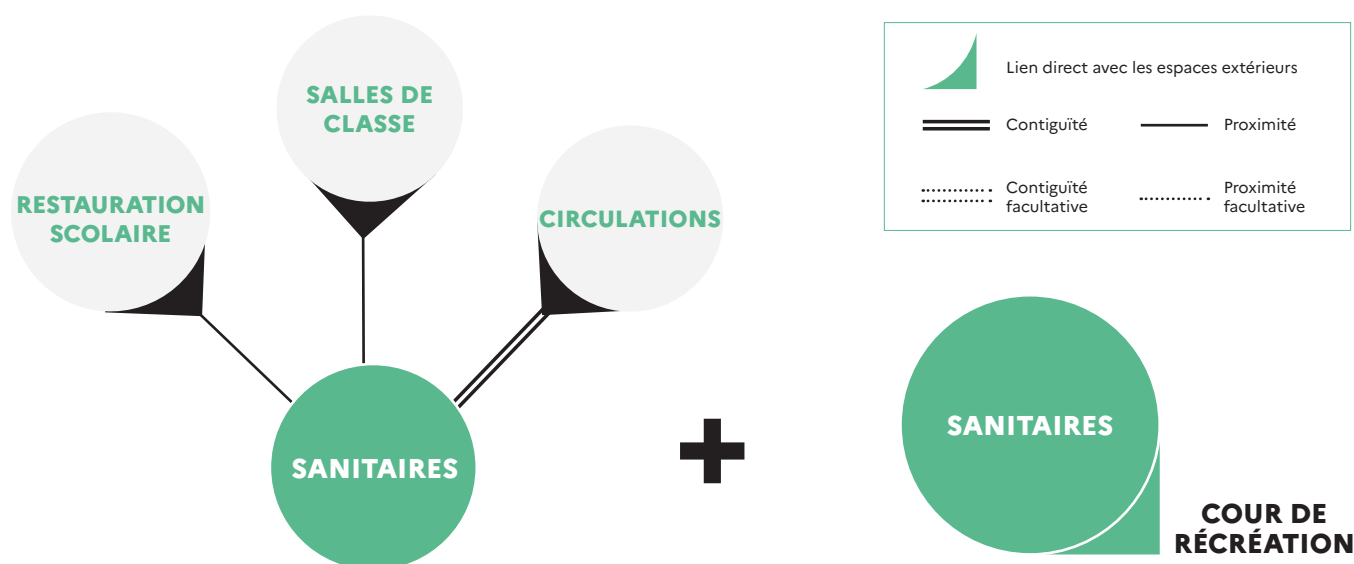 SALLES DE
CLASSE
RESTAURATION
SCOLAIRE
CIRCULATIONS
SANITAIRES
Lien direct avec les espaces extérieurs
Contiguïté
Proximité
Contiguïté
facultative
Proximité
facultative
SANITAIRES
COUR DE
RÉCRÉATION